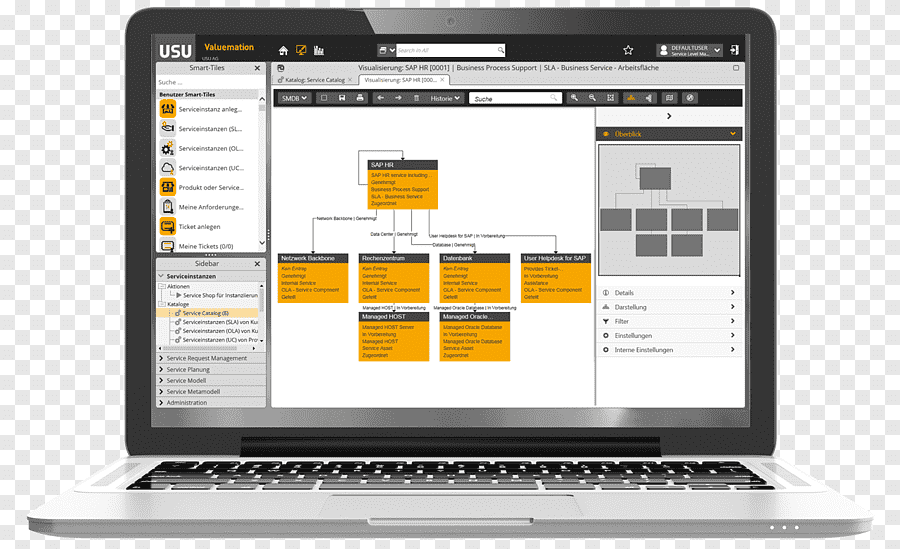 USU
Valuemation
USU AG
Search in All
DEFAULTUSER
Service Level Ma...
Smart-Tiles
Suche ...
Benutzer Smart-Tiles
Serviceinstanz anleg...
Serviceinstanzen (SL...
Serviceinstanzen (OL...
Serviceinstanzen (UC...
Produkt oder Service...
Meine Anforderunge...
Ticket anlegen
Meine Tickets (0/0)
Sidebar
Serviceinstanzen
Aktionen
Service Shop für Instanziierun
Kataloge
Service Catalog (8)
Serviceinstanzen (SLA) von Ku
Serviceinstanzen (OLA) von Ku
Serviceinstanzen (UC) von Pro
Service Request Management
Service Planung
Service Modell
Service Metamodell
Administration
Visualisierung: SAP HR [0001] | Business Process Support | SLA - Business Service - Arbeitsfläche
Katalog: Service Catalog
Visualisierung: SAP HR [000...
SMDB
Historie
Suche
SAP HR
SAP HR service including...
Genehmigt
Business Process Support
SLA - Business Service
Zugeordnet
Network Backbone | Genehmigt
Data Center | Genehmigt
User Helpdesk for SAP | In Vorbereitung
Database | Genehmigt
Netzwerk Backbone
Kein Eintrag
Genehmigt
Internal Service
OLA - Service Component
Geteilt
Rechenzentrum
Kein Eintrag
Genehmigt
Internal Service
OLA - Service Component
Geteilt
Datenbank
Kein Eintrag
Genehmigt
Internal Service
OLA - Service Component
Geteilt
User Helpdesk for SAP
Provides Ticket-...
In Vorbereitung
Assistance
OLA - Service Component
Zugeordnet
Managed HOST | In Vorbereitung
Managed Oracle Database | In Vorbereitung
Managed HOST
Managed HOST Server
In Vorbereitung
Managed HOST
Service Asset
Zugeordnet
Managed Oracle...
Managed Oracle Database
In Vorbereitung
Managed Oracle Database
Service Asset
Zugeordnet
Überblick
Details
Darstellung
Filter
Einstellungen
Interne Einstellungen